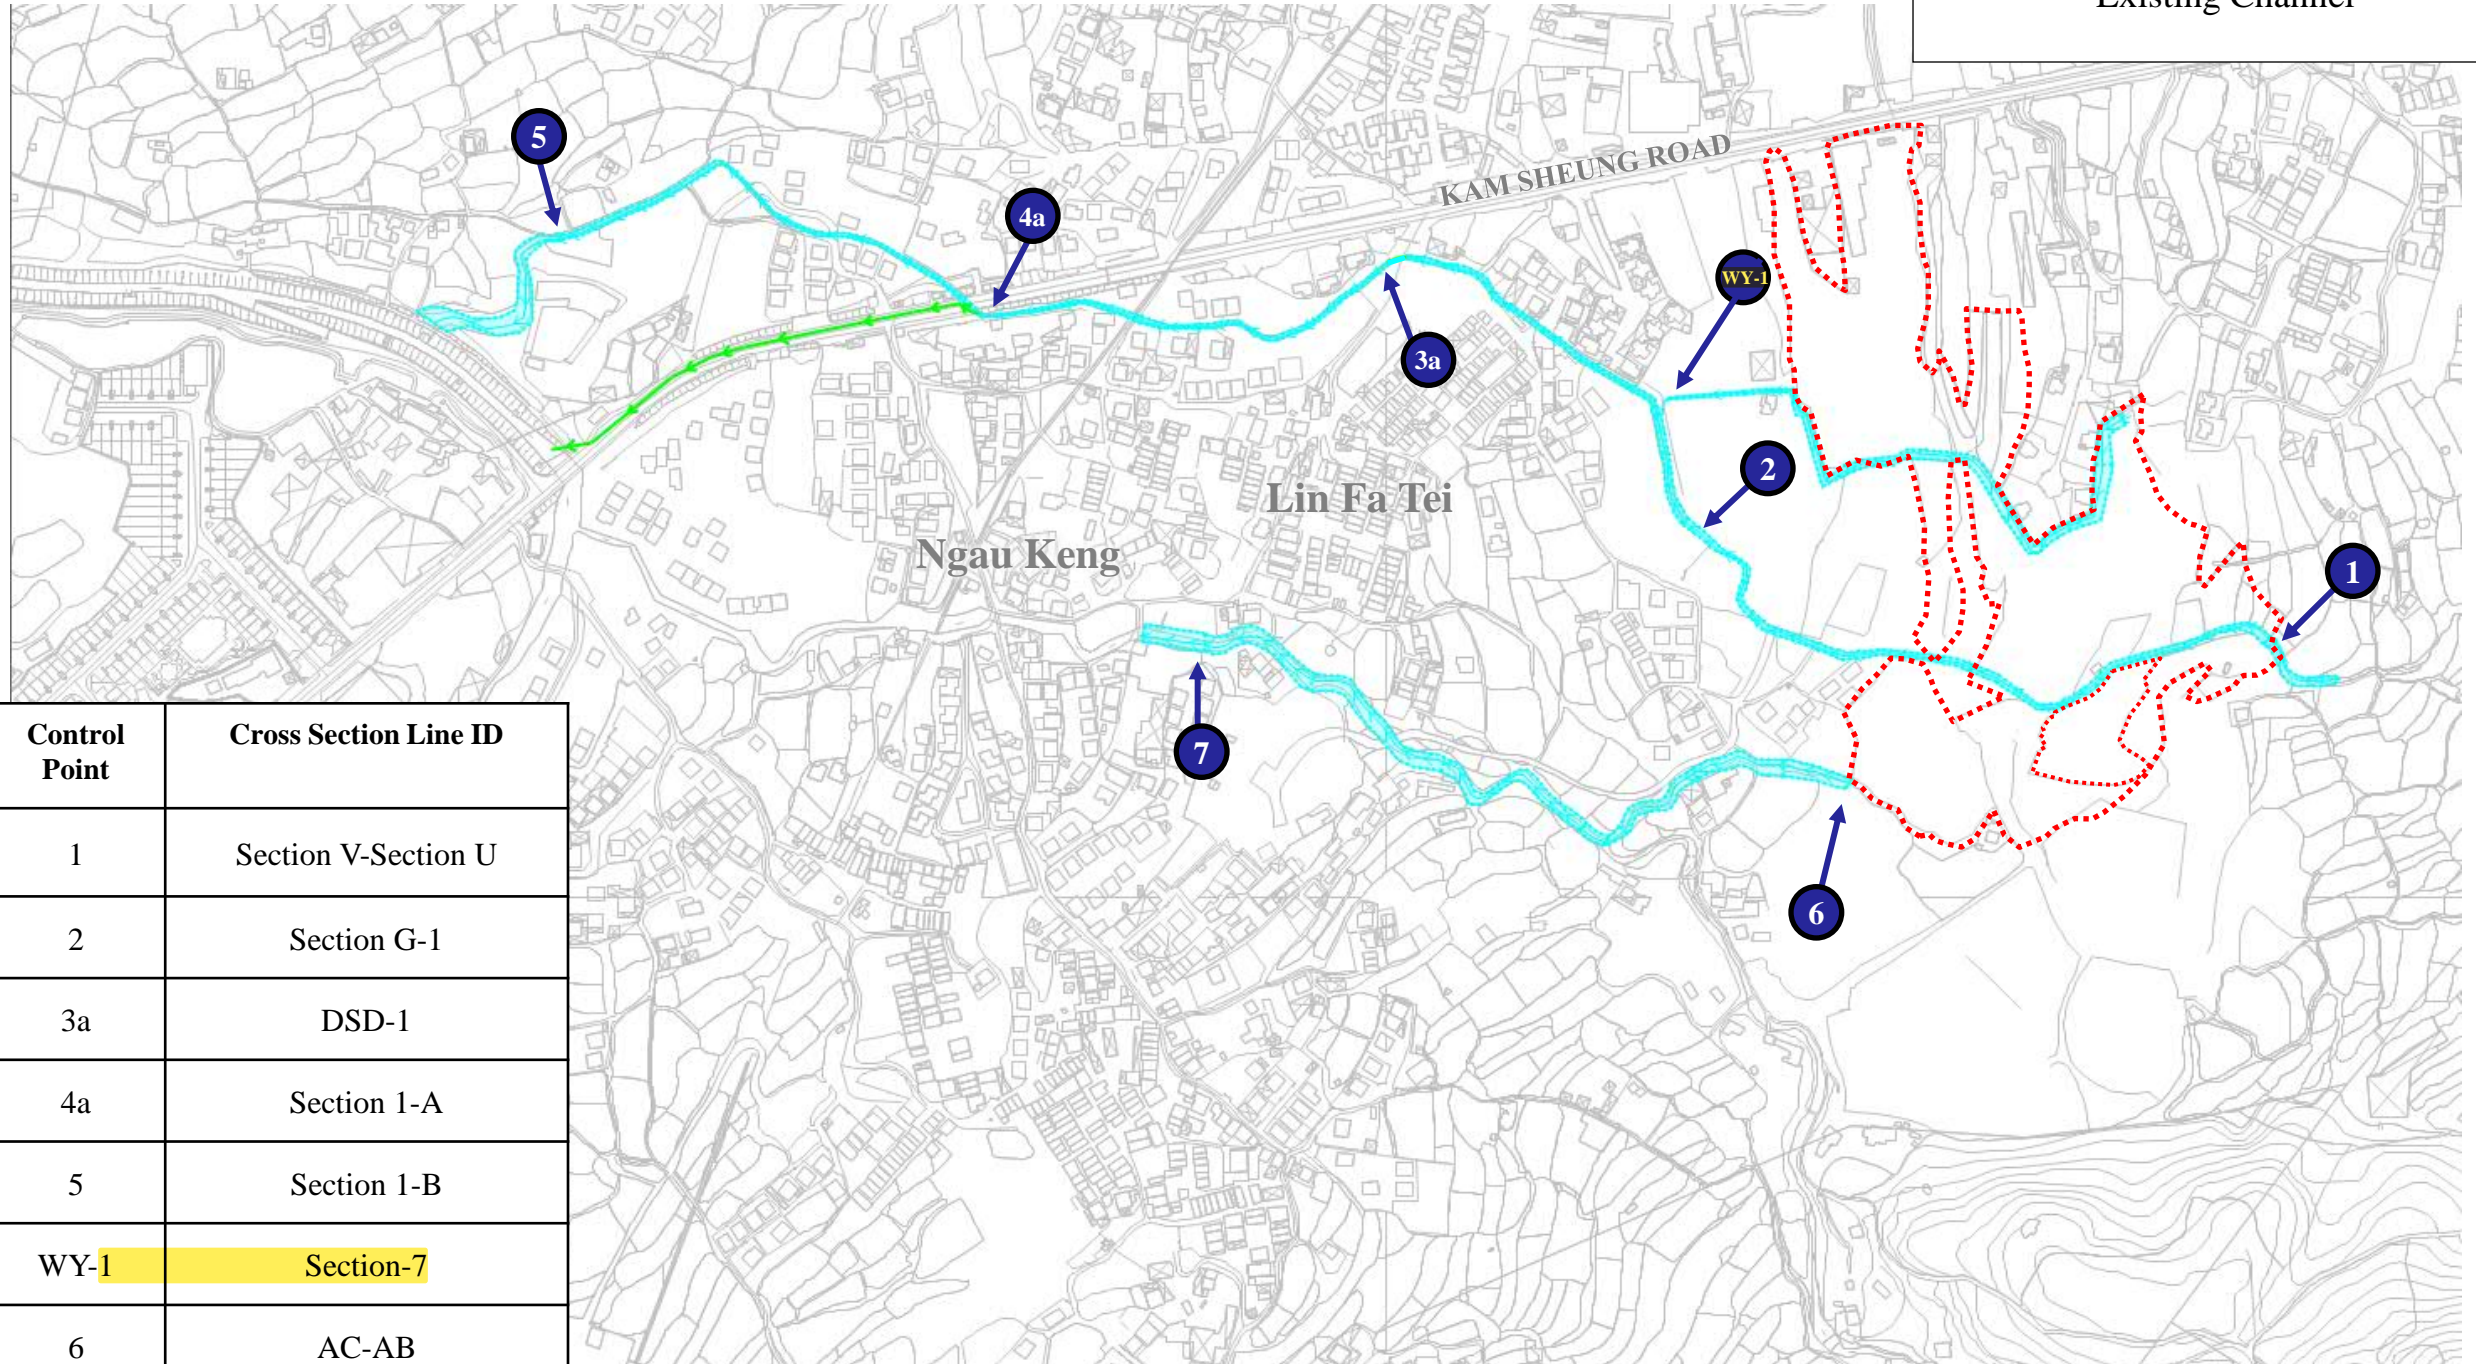 Existing Channel
5
4a
KAM SHEUNG ROAD
WY-1
3a
2
Lin Fa Tei
Ngau Keng
1
7
6
Control Point	Cross Section Line ID
1	Section V-Section U
2	Section G-1
3a	DSD-1
4a	Section 1-A
5	Section 1-B
WY-1	Section-7
6	AC-AB